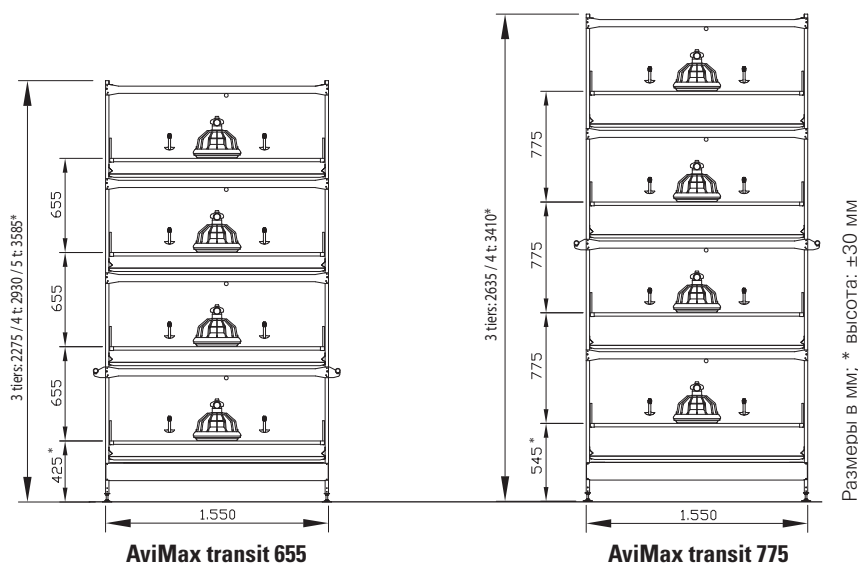 3 tiers: 2275 / 4 t: 2930 / 5 t: 3585*
655
655
655
425*
1.550
AviMax transit 655
3 tiers: 2635 / 4 t: 3410*
775
775
775
545*
1.550
AviMax transit 775
Размеры в мм; * высота: ±30 мм